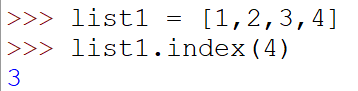 >>> list1 = [1,2,3,4]
>>> list1.index(4)
3